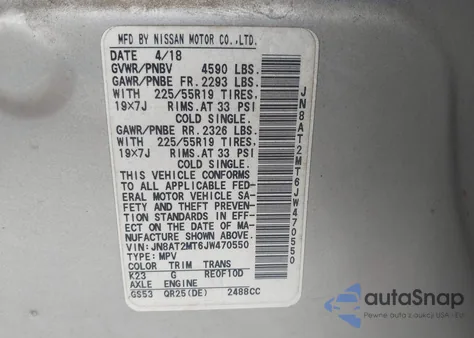 MFD BY NISSAN MOTOR CO.,LTD.
DATE 4/18
GVWR/PNBV 4590 LBS.
GAWR/PNBE FR. 2293 LBS.
WITH 225/55R19 TIRES,
19X7J RIMS.AT 33 PSI
COLD SINGLE.
GAWR/PNBE RR. 2326 LBS.
WITH 225/55R19 TIRES,
19X7J RIMS.AT 33 PSI
COLD SINGLE.
THIS VEHICLE CONFORMS
TO ALL APPLICABLE FED-
ERAL MOTOR VEHICLE SA-
FETY AND THEFT PREVEN-
TION STANDARDS IN EFF-
ECT ON THE DATE OF MA-
NUFACTURE SHOWN ABOVE.
VIN:JN8AT2MT6JW470550
TYPE:MPV
COLOR TRIM TRANS
K23 G RE0F10D
AXLE ENGINE
GS53 QR25(DE) 2488CC
JN8AT2MT6JW470550
autoSnap
VEHICLE HISTORY